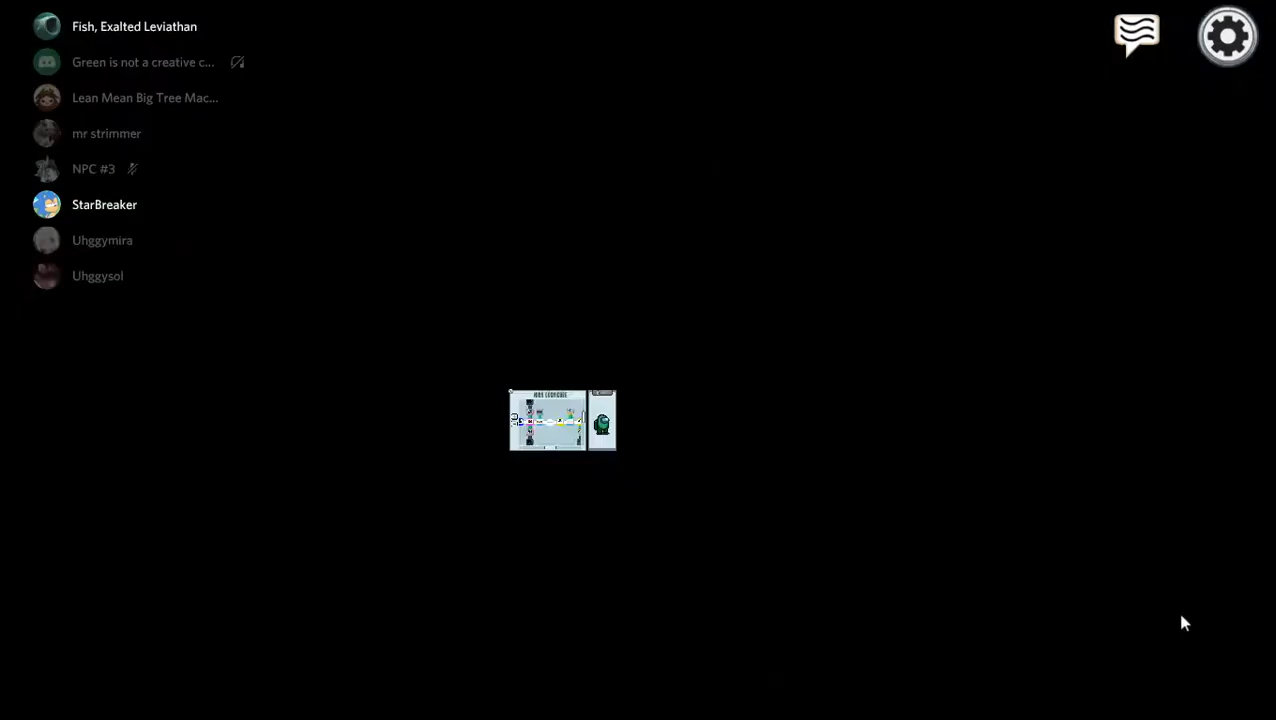 Fish, Exalted Leviathan
Green is not a creative c...
Lean Mean Big Tree Mac...
mr strimmer
NPC #3
StarBreaker
Uhggymira
Uhggysol